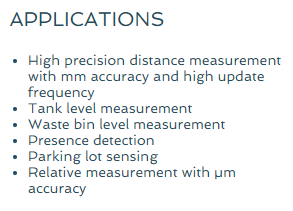 APPLICATIONS
• High precision distance measurement
with mm accuracy and high update
frequency
• Tank level measurement
• Waste bin level measurement
• Presence detection
• Parking lot sensing
• Relative measurement with µm
accuracy